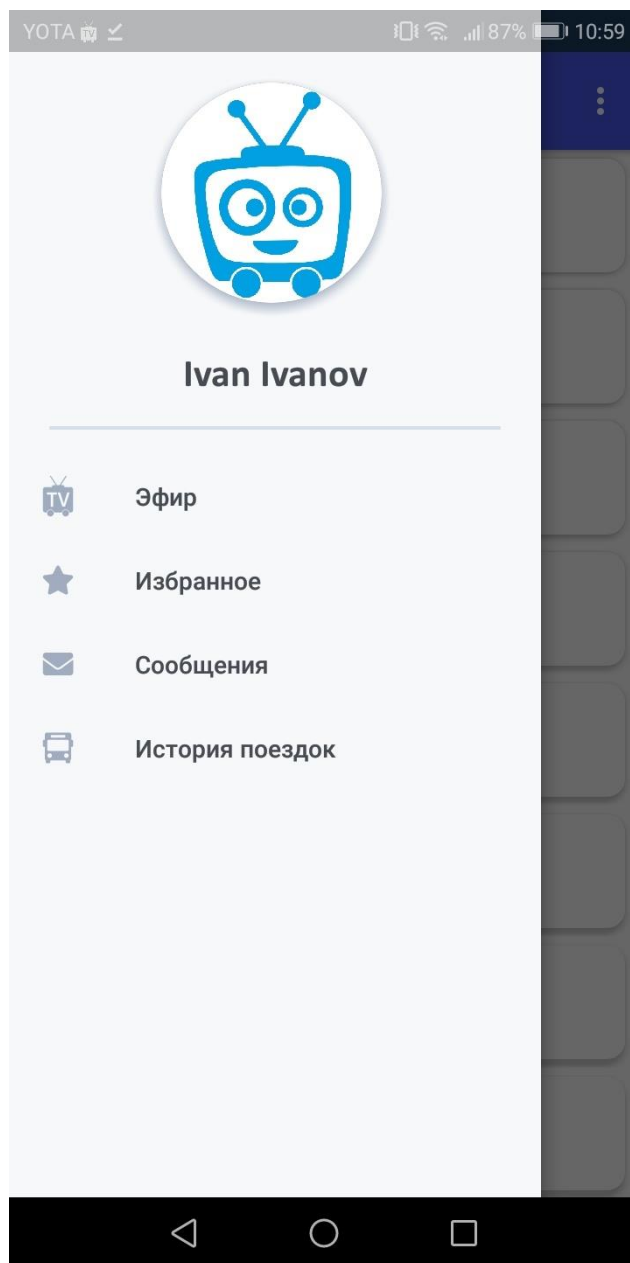 YOTA 87% 10:59
Ivan Ivanov
TV Эфир
Избранное
Сообщения
История поездок